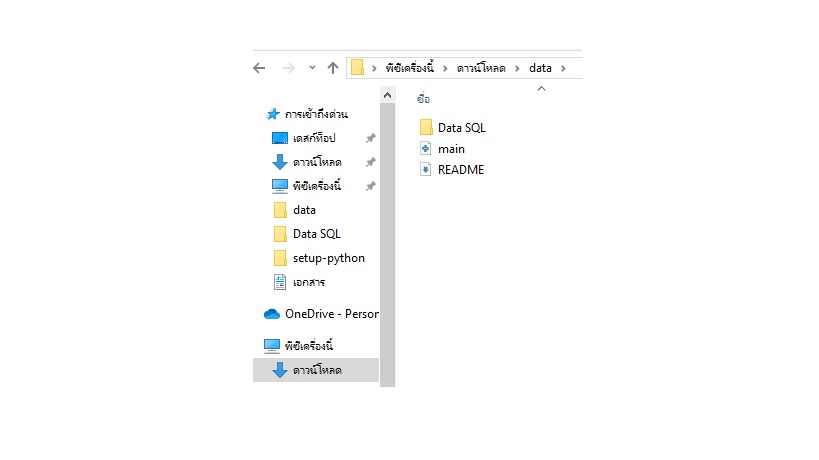 พีซีเครื่องนี้ ดาวน์โหลด data
ชื่อ
การเข้าถึงด่วน
เดสก์ท็อป
ดาวน์โหลด
พีซีเครื่องนี้
data
Data SQL
setup-python
เอกสาร
OneDrive - Person
พีซีเครื่องนี้
ดาวน์โหลด
Data SQL
main
README